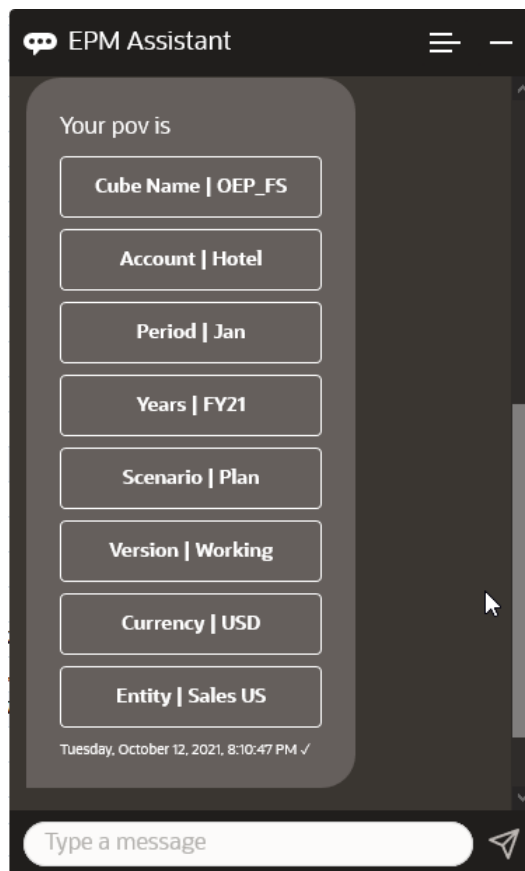 EPM Assistant
Your pov is
Cube Name | OEP_FS
Account | Hotel
Period | Jan
Years | FY21
Scenario | Plan
Version | Working
Currency | USD
Entity | Sales US
Tuesday, October 12, 2021, 8:10:47 PM ✓
Type a message